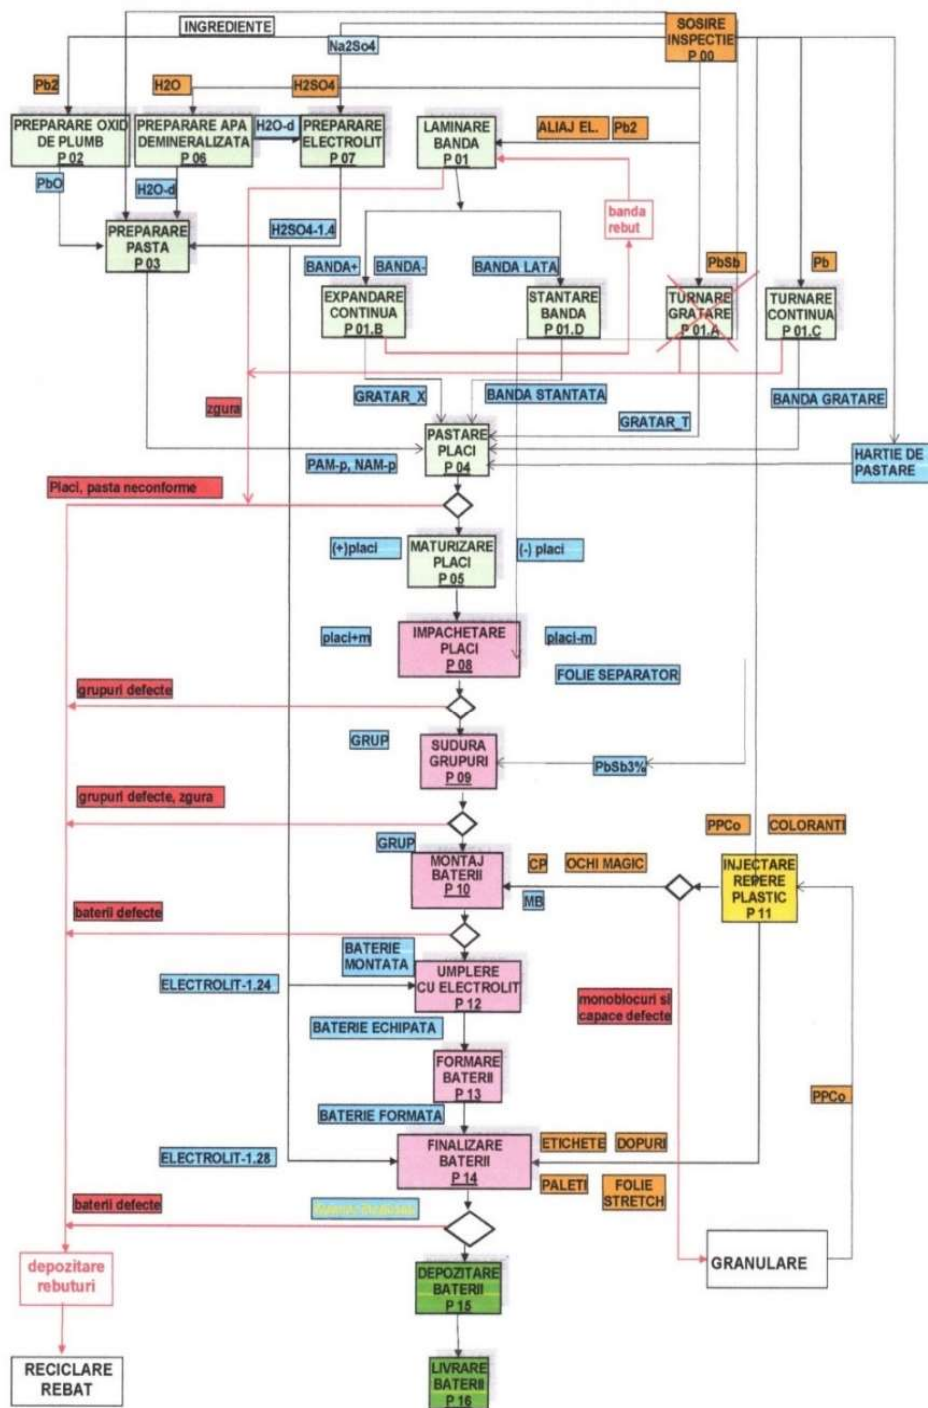 INGREDIENTE
SOSIRE
INSPECTIE
P 00
Na2So4
Pb2
H2O
H2SO4
PREPARARE OXID
DE PLUMB
P 02
PREPARARE APA
DEMINERALIZATA
P 06
H2O-d
PREPARARE
ELECTROLIT
P 07
LAMINARE
BANDA
P 01
ALIAJ EL.
Pb2
PbO
H2O-d
PREPARARE
PASTA
P 03
H2SO4-1.4
banda
rebut
BANDA+
BANDA-
BANDA LATA
PbSb
Pb
EXPANDARE
CONTINUA
P 01.B
STANTARE
BANDA
P 01.D
TURNARE
GRATARE
P 01.A
TURNARE
CONTINUA
P 01.C
zgura
GRATAR_X
BANDA STANTATA
BANDA GRATARE
GRATAR_T
PASTARE
PLACI
P 04
PAM-p, NAM-p
HARTIE DE
PASTARE
Placi, pasta neconforme
(+)placi
MATURIZARE
PLACI
P 05
(-) placi
placi+m
IMPACHETARE
PLACI
P 08
placi-m
FOLIE SEPARATOR
grupuri defecte
GRUP
SUDURA
GRUPURI
P 09
PbSb3%
grupuri defecte, zgura
GRUP
MONTAJ
BATERII
P 10
CP
OCHI MAGIC
MB
PPCo
COLORANTI
INJECTARE
REPERE
PLASTIC
P 11
baterii defecte
BATERIE
MONTATA
ELECTROLIT-1.24
UMPLERE
CU ELECTROLIT
P 12
monoblocuri si
capace defecte
BATERIE ECHIPATA
FORMARE
BATERII
P 13
PPCo
BATERIE FORMATA
ELECTROLIT-1.28
FINALIZARE
BATERII
P 14
ETICHETE
DOPURI
PALETI
FOLIE
STRETCH
baterii defecte
depozitare
rebuturi
DEPOZITARE
BATERII
P 15
GRANULARE
RECICLARE
REBAT
LIVRARE
BATERII
P 16